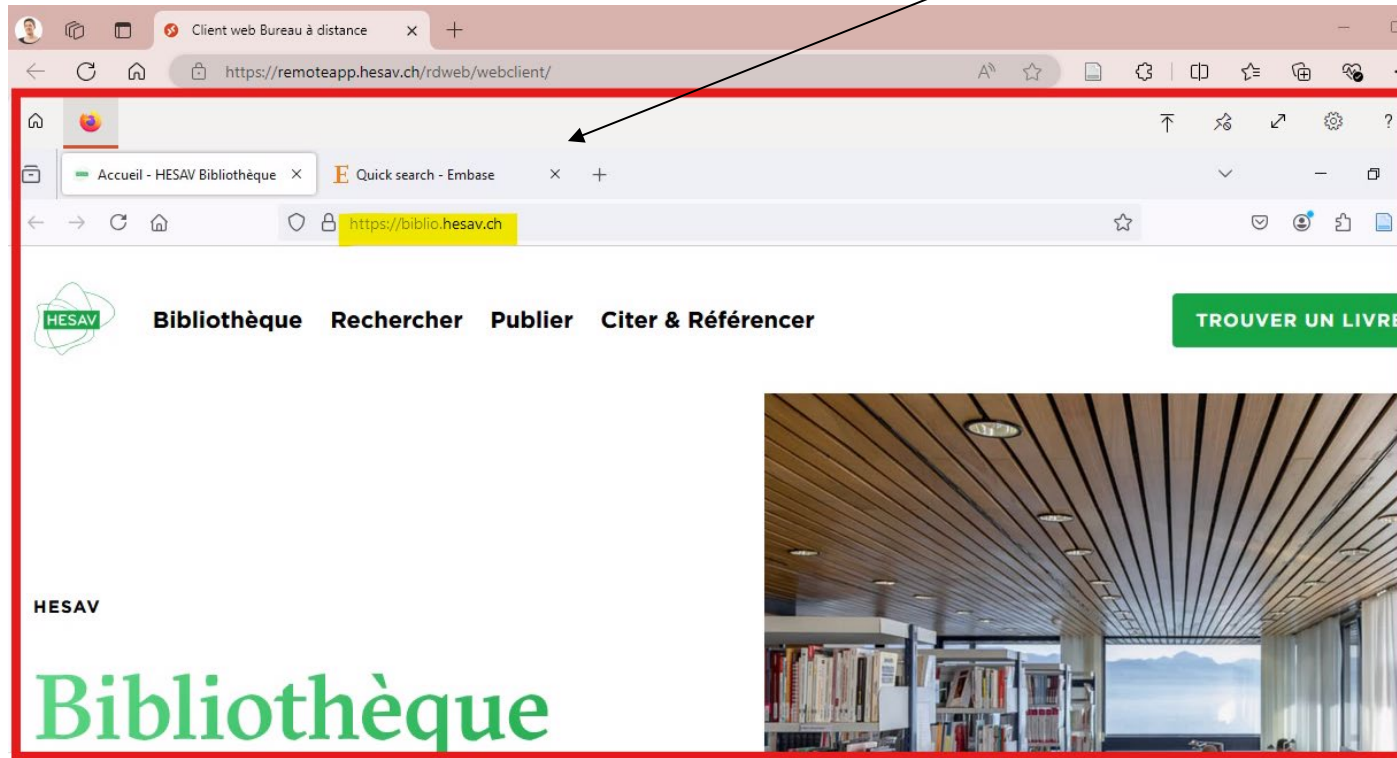 Client web Bureau à distance
https://remoteapp.hesav.ch/rdweb/webclient/
Accueil - HESAV Bibliothèque
Quick search - Embase
https://biblio.hesav.ch
HESAV
Bibliothèque Rechercher Publier Citer & Référencer
TROUVER UN LIVRE
HESAV
Bibliothèque